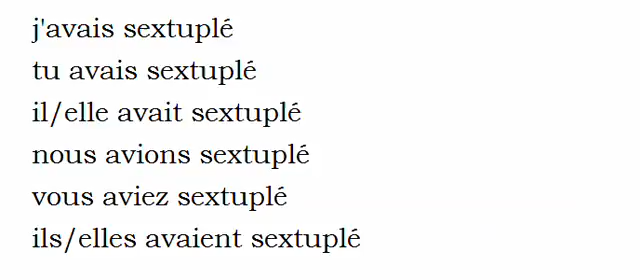 j'avais sextuplé
tu avais sextuplé
il/elle avait sextuplé
nous avions sextuplé
vous aviez sextuplé
ils/elles avaient sextuplé